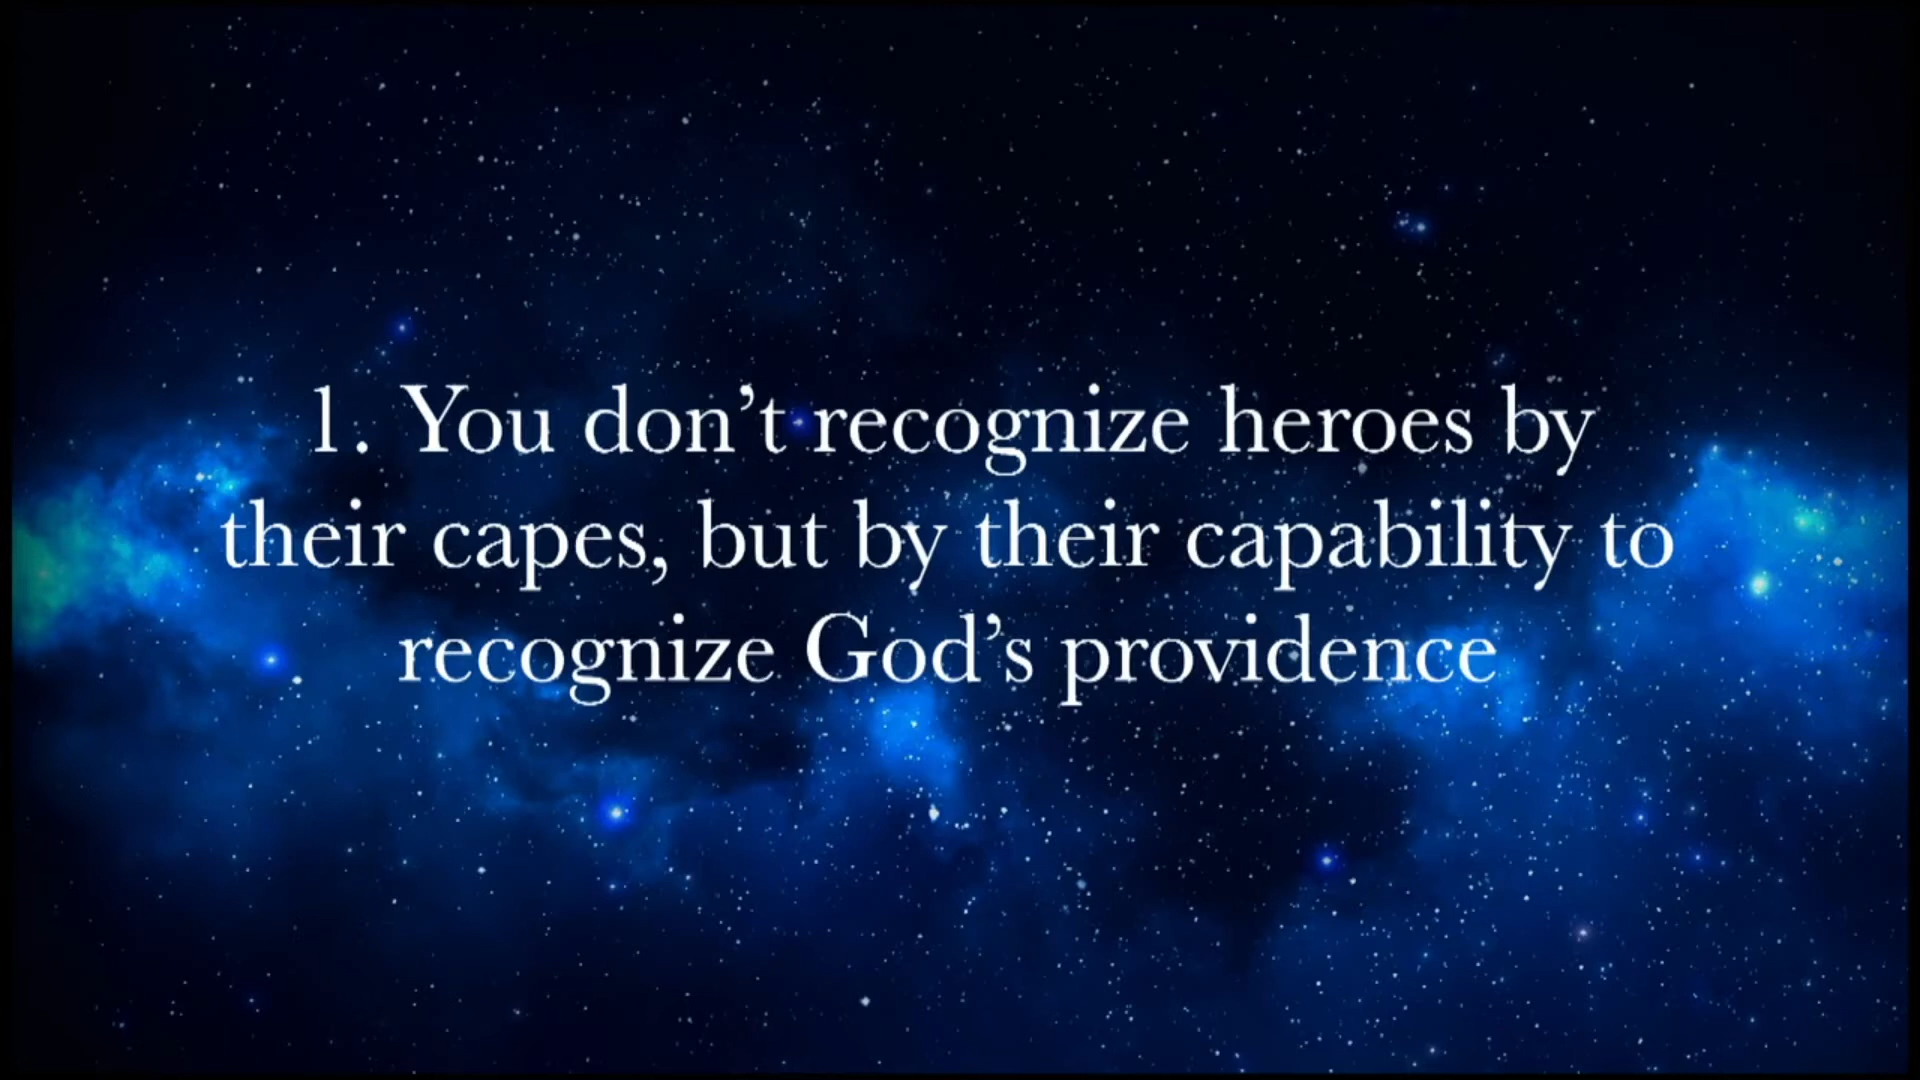 1. You don’t recognize heroes by
their capes, but by their capability to
recognize God’s providence